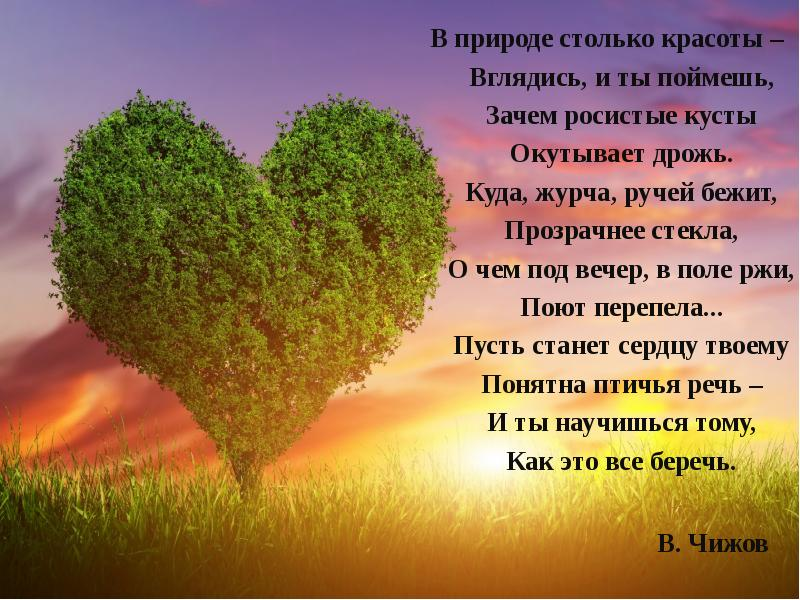 В природе столько красоты –
Вглядись, и ты поймешь,
Зачем росистые кусты
Окутывает дрожь.
Куда, журча, ручей бежит,
Прозрачнее стекла,
О чем под вечер, в поле ржи,
Поют перепела...
Пусть станет сердцу твоему
Понятна птичья речь –
И ты научишься тому,
Как это все беречь.
В. Чижов